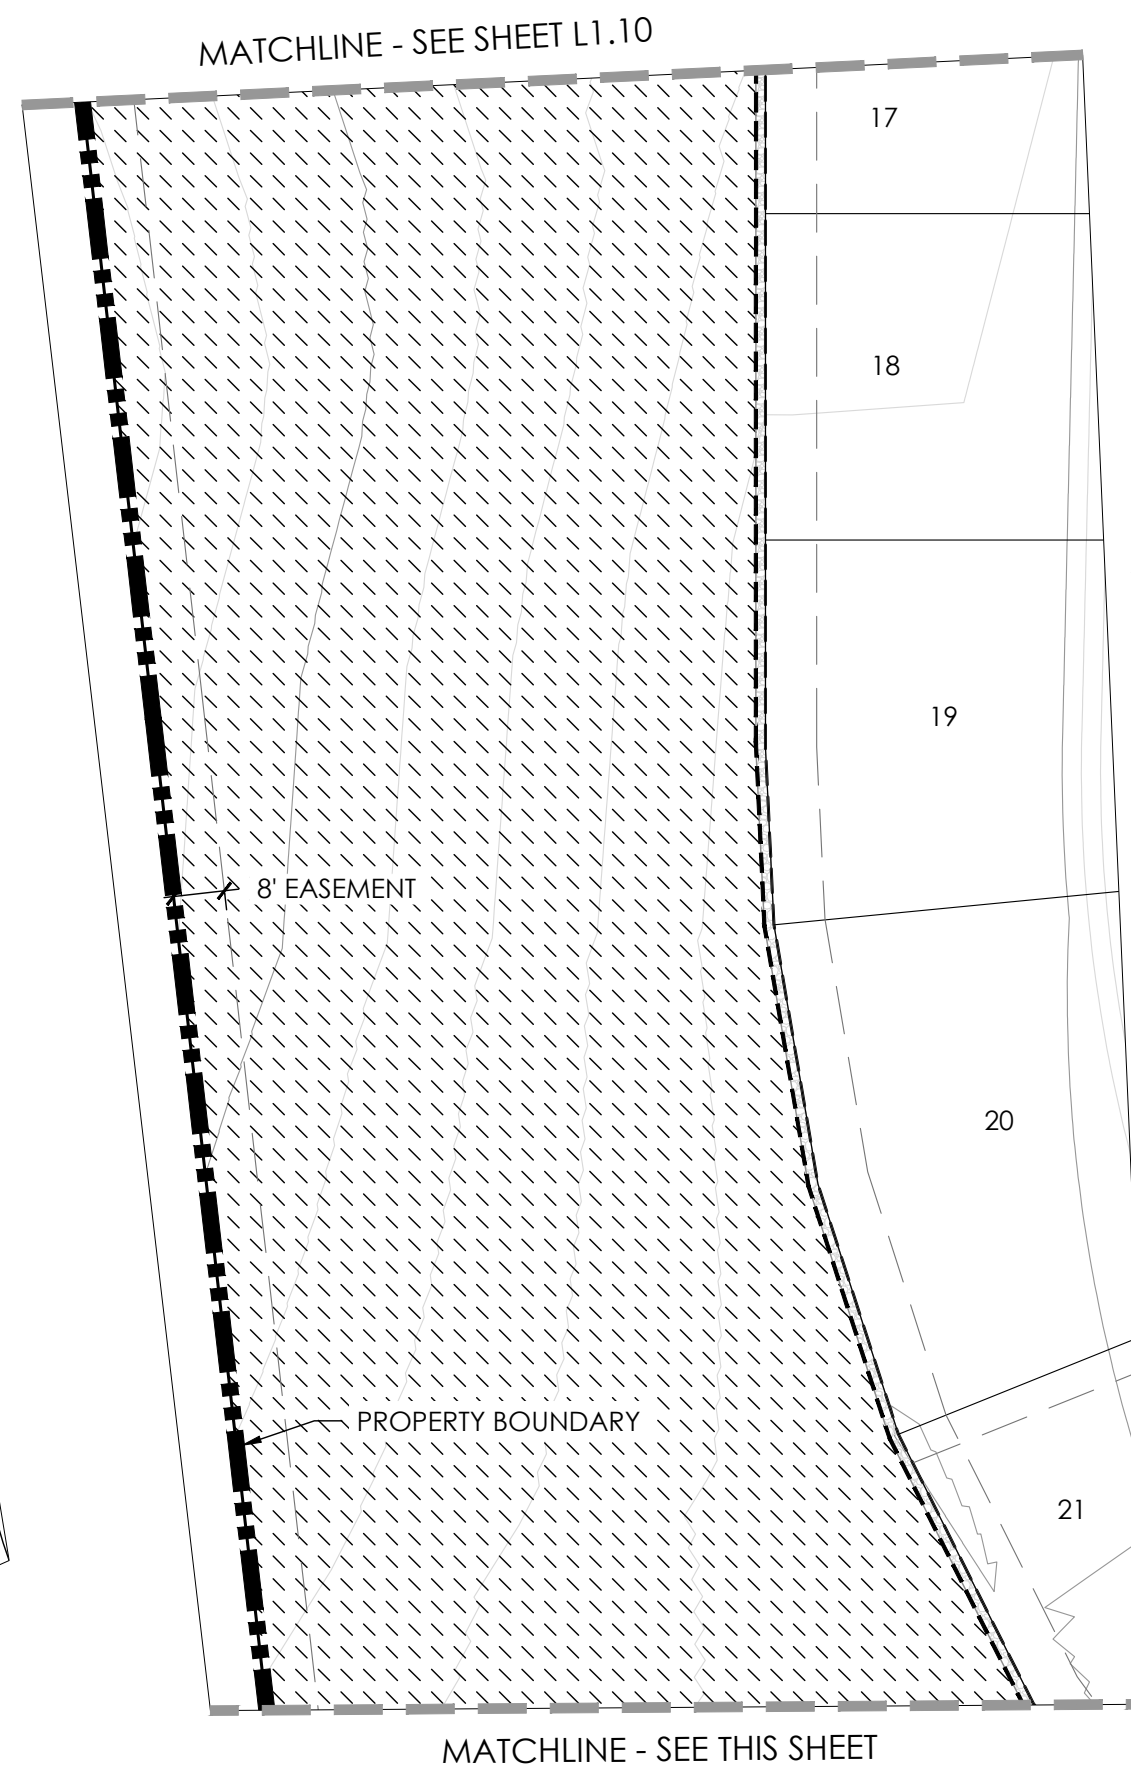 MATCHLINE - SEE SHEET L1.10
17
18
19
8' EASEMENT
20
PROPERTY BOUNDARY
21
MATCHLINE - SEE THIS SHEET